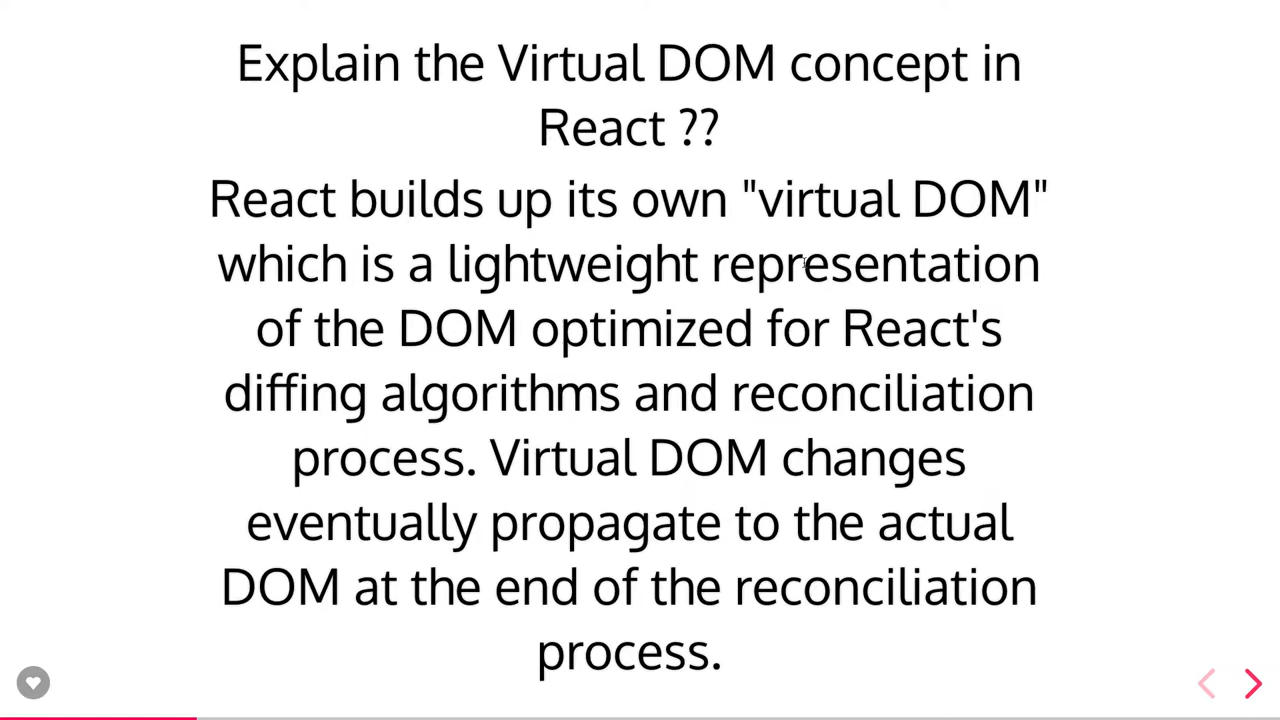 Explain the Virtual DOM concept in
React ??
React builds up its own "virtual DOM"
which is a lightweight representation
of the DOM optimized for React's
diffing algorithms and reconciliation
process. Virtual DOM changes
eventually propagate to the actual
DOM at the end of the reconciliation
process.